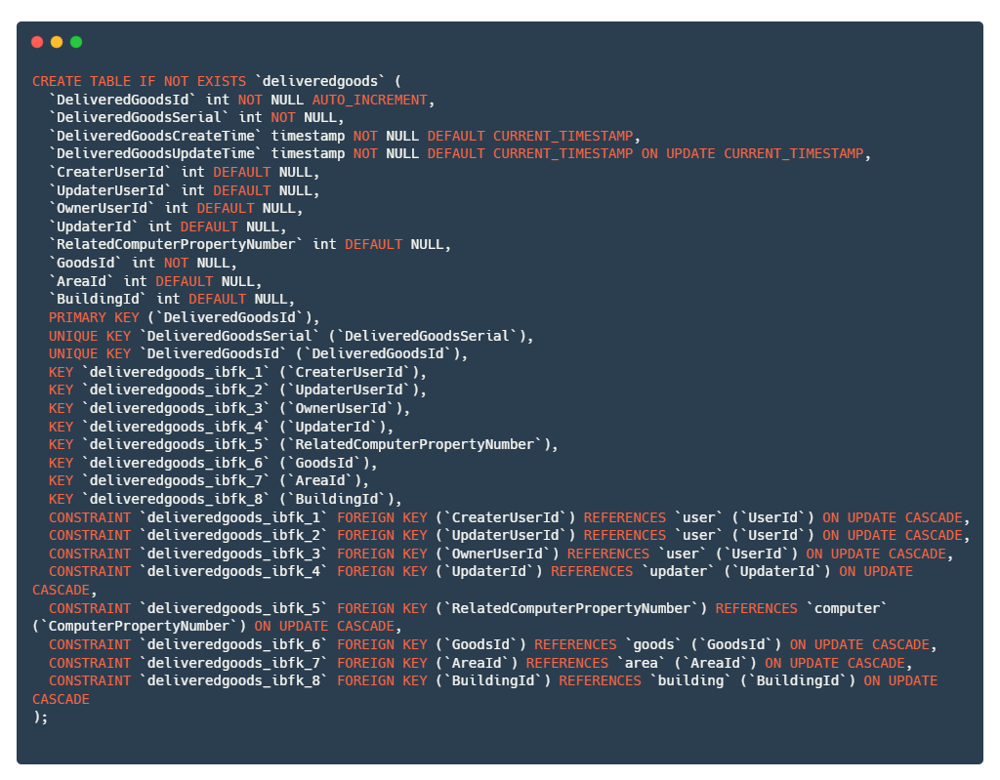 CREATE TABLE IF NOT EXISTS `deliveredgoods` (
  `DeliveredGoodsId` int NOT NULL AUTO_INCREMENT,
  `DeliveredGoodsSerial` int NOT NULL,
  `DeliveredGoodsCreateTime` timestamp NOT NULL DEFAULT CURRENT_TIMESTAMP,
  `DeliveredGoodsUpdateTime` timestamp NOT NULL DEFAULT CURRENT_TIMESTAMP ON UPDATE CURRENT_TIMESTAMP,
  `CreaterUserId` int DEFAULT NULL,
  `UpdaterUserId` int DEFAULT NULL,
  `OwnerUserId` int DEFAULT NULL,
  `UpdaterId` int DEFAULT NULL,
  `RelatedComputerPropertyNumber` int DEFAULT NULL,
  `GoodsId` int NOT NULL,
  `AreaId` int DEFAULT NULL,
  `BuildingId` int DEFAULT NULL,
  PRIMARY KEY (`DeliveredGoodsId`),
  UNIQUE KEY `DeliveredGoodsSerial` (`DeliveredGoodsSerial`),
  UNIQUE KEY `DeliveredGoodsId` (`DeliveredGoodsId`),
  KEY `deliveredgoods_ibfk_1` (`CreaterUserId`),
  KEY `deliveredgoods_ibfk_2` (`UpdaterUserId`),
  KEY `deliveredgoods_ibfk_3` (`OwnerUserId`),
  KEY `deliveredgoods_ibfk_4` (`UpdaterId`),
  KEY `deliveredgoods_ibfk_5` (`RelatedComputerPropertyNumber`),
  KEY `deliveredgoods_ibfk_6` (`GoodsId`),
  KEY `deliveredgoods_ibfk_7` (`AreaId`),
  KEY `deliveredgoods_ibfk_8` (`BuildingId`),
  CONSTRAINT `deliveredgoods_ibfk_1` FOREIGN KEY (`CreaterUserId`) REFERENCES `user` (`UserId`) ON UPDATE CASCADE,
  CONSTRAINT `deliveredgoods_ibfk_2` FOREIGN KEY (`UpdaterUserId`) REFERENCES `user` (`UserId`) ON UPDATE CASCADE,
  CONSTRAINT `deliveredgoods_ibfk_3` FOREIGN KEY (`OwnerUserId`) REFERENCES `user` (`UserId`) ON UPDATE CASCADE,
  CONSTRAINT `deliveredgoods_ibfk_4` FOREIGN KEY (`UpdaterId`) REFERENCES `updater` (`UpdaterId`) ON UPDATE
CASCADE,
  CONSTRAINT `deliveredgoods_ibfk_5` FOREIGN KEY (`RelatedComputerPropertyNumber`) REFERENCES `computer`
(`ComputerPropertyNumber`) ON UPDATE CASCADE,
  CONSTRAINT `deliveredgoods_ibfk_6` FOREIGN KEY (`GoodsId`) REFERENCES `goods` (`GoodsId`) ON UPDATE CASCADE,
  CONSTRAINT `deliveredgoods_ibfk_7` FOREIGN KEY (`AreaId`) REFERENCES `area` (`AreaId`) ON UPDATE CASCADE,
  CONSTRAINT `deliveredgoods_ibfk_8` FOREIGN KEY (`BuildingId`) REFERENCES `building` (`BuildingId`) ON UPDATE
CASCADE
);